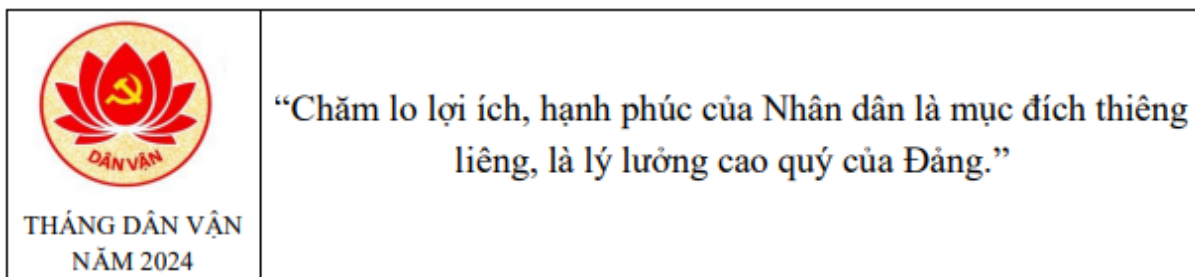 DÂN VẬN
THÁNG DÂN VẬN
NĂM 2024
“Chăm lo lợi ích, hạnh phúc của Nhân dân là mục đích thiêng
liêng, là lý lưởng cao quý của Đảng.”